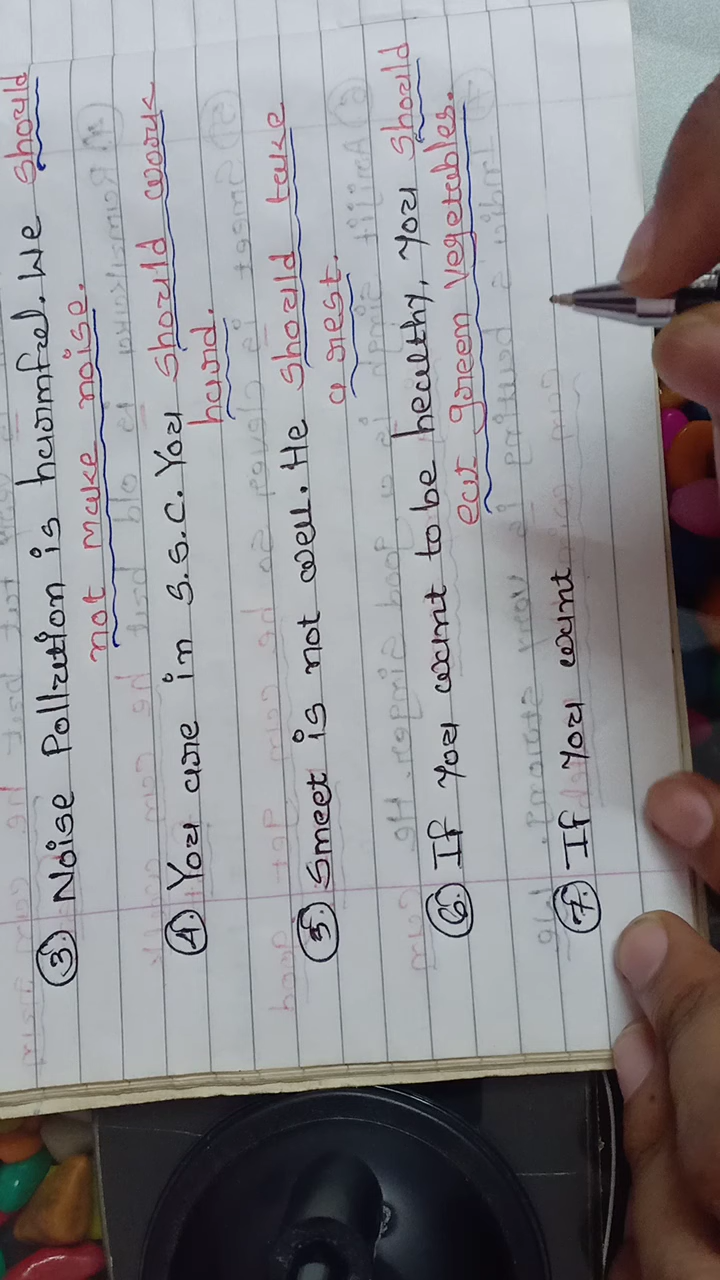 ③ Noise Pollution is harmful. We should
not make noise.
④ You are in S.S.C. You should work
hard.
⑤ Smeet is not well. He should take
a rest.
⑥ If you want to be healthy, you should
eat green vegetables.
⑦ If you want